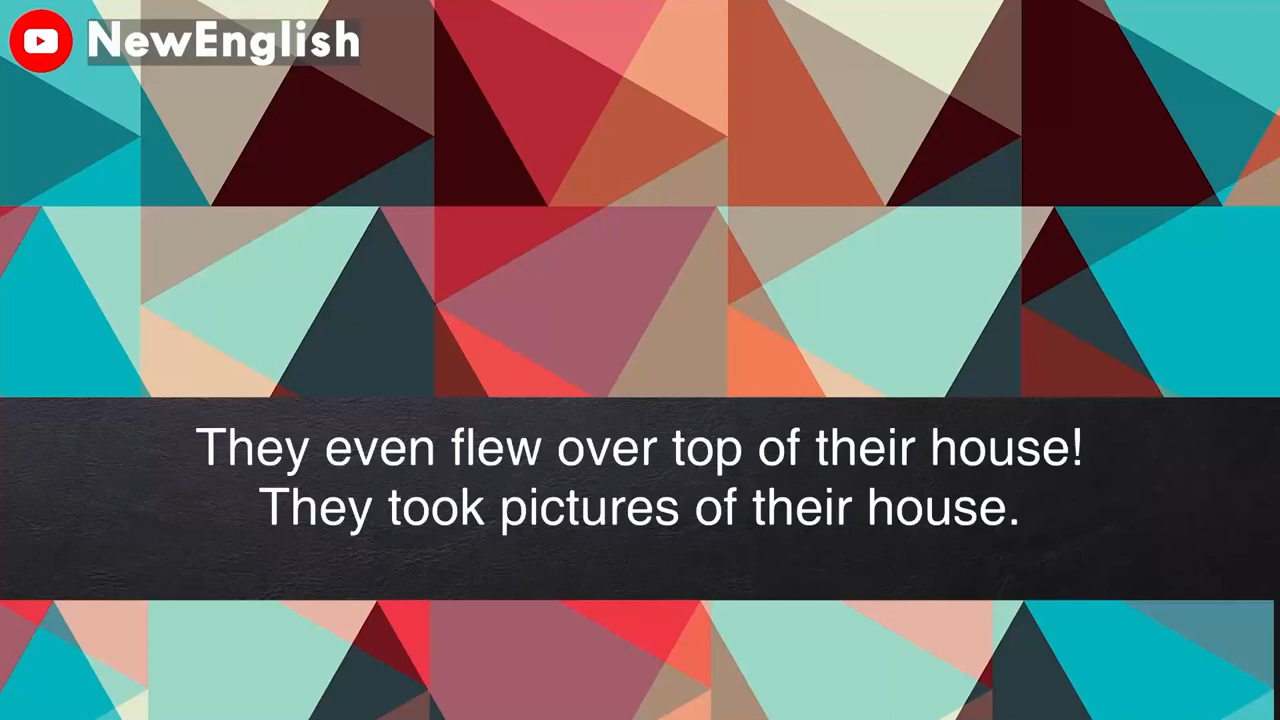 NewEnglish
They even flew over top of their house!
They took pictures of their house.